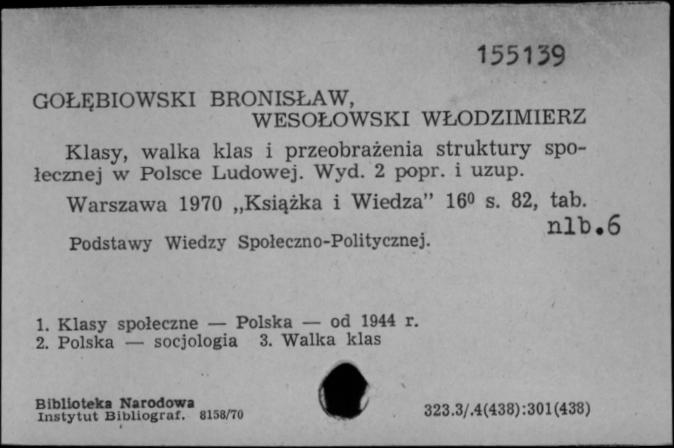 155139
GOŁĘBIOWSKI BRONISŁAW,
WESOŁOWSKI WŁODZIMIERZ
Klasy, walka klas i przeobrażenia struktury spo-
łecznej w Polsce Ludowej. Wyd. 2 popr. i uzup.
Warszawa 1970 „Książka i Wiedza” 16⁰ s. 82, tab.
nlb.6
Podstawy Wiedzy Społeczno-Politycznej.
1. Klasy społeczne — Polska — od 1944 r.
2. Polska — socjologia 3. Walka klas
Biblioteka Narodowa
Instytut Bibliograf. 8158/70
323.3/.4(438):301(438)